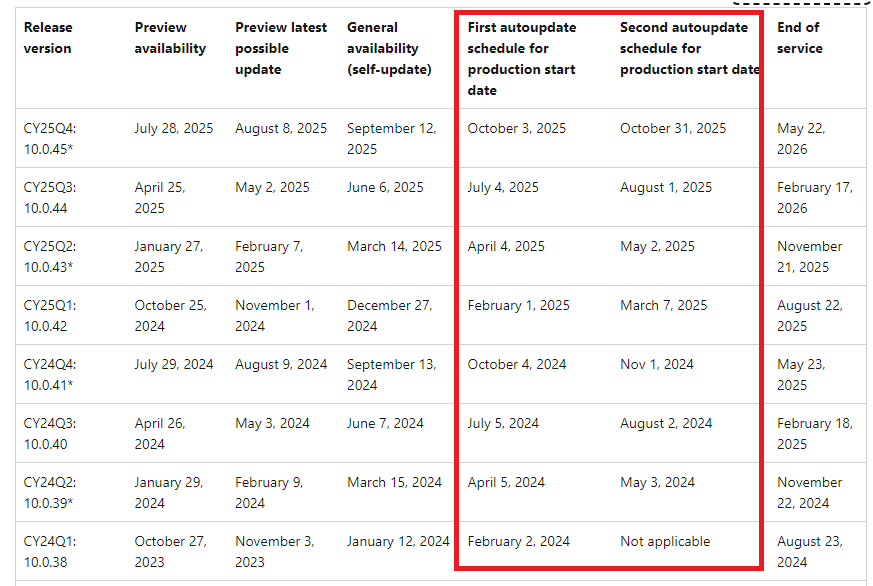 Release version
Preview availability
Preview latest possible update
General availability (self-update)
First autoupdate schedule for production start date
Second autoupdate schedule for production start date
End of service
CY25Q4: 10.0.45*
July 28, 2025
August 8, 2025
September 12, 2025
October 3, 2025
October 31, 2025
May 22, 2026
CY25Q3: 10.0.44
April 25, 2025
May 2, 2025
June 6, 2025
July 4, 2025
August 1, 2025
February 17, 2026
CY25Q2: 10.0.43*
January 27, 2025
February 7, 2025
March 14, 2025
April 4, 2025
May 2, 2025
November 21, 2025
CY25Q1: 10.0.42
October 25, 2024
November 1, 2024
December 27, 2024
February 1, 2025
March 7, 2025
August 22, 2025
CY24Q4: 10.0.41*
July 29, 2024
August 9, 2024
September 13, 2024
October 4, 2024
Nov 1, 2024
May 23, 2025
CY24Q3: 10.0.40
April 26, 2024
May 3, 2024
June 7, 2024
July 5, 2024
August 2, 2024
February 18, 2025
CY24Q2: 10.0.39*
January 29, 2024
February 9, 2024
March 15, 2024
April 5, 2024
May 3, 2024
November 22, 2024
CY24Q1: 10.0.38
October 27, 2023
November 3, 2023
January 12, 2024
February 2, 2024
Not applicable
August 23, 2024